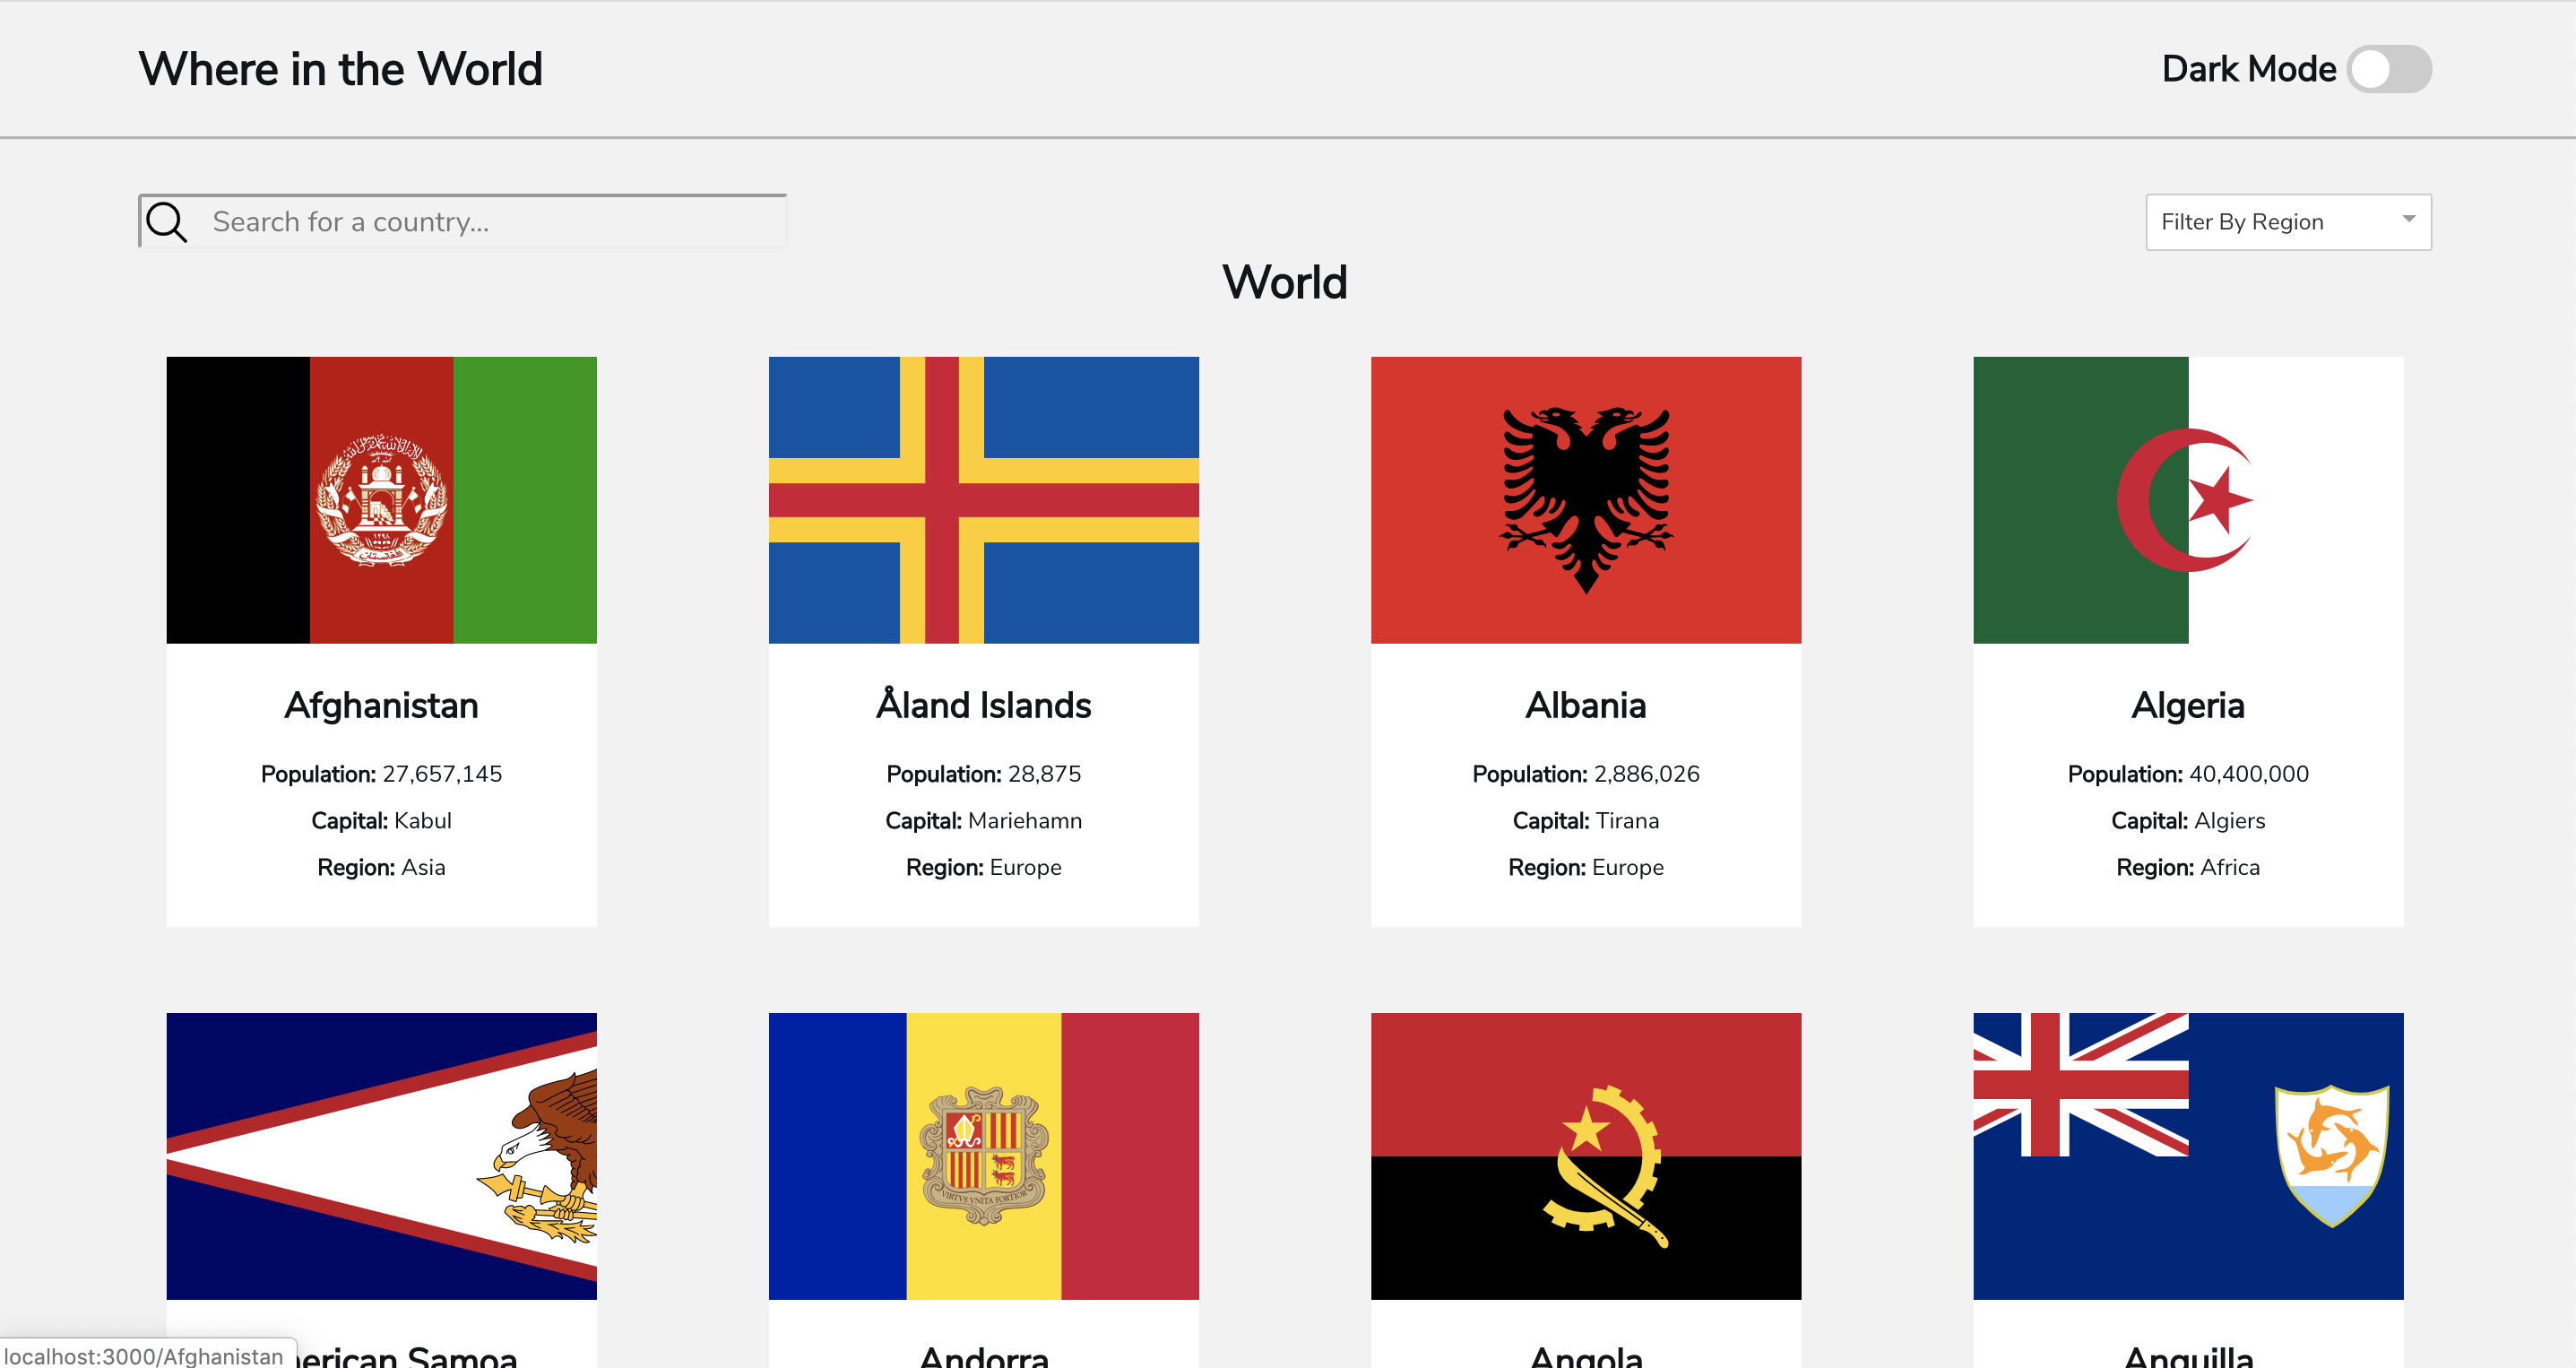 Where in the World
Dark Mode
Search for a country...
Filter By Region
World
Afghanistan
Population: 27,657,145
Capital: Kabul
Region: Asia
Åland Islands
Population: 28,875
Capital: Mariehamn
Region: Europe
Albania
Population: 2,886,026
Capital: Tirana
Region: Europe
Algeria
Population: 40,400,000
Capital: Algiers
Region: Africa
VIRTVS VNITA FORTIOR
erican Samoa
Andorra
Angola
Anguilla
localhost:3000/Afghanistan